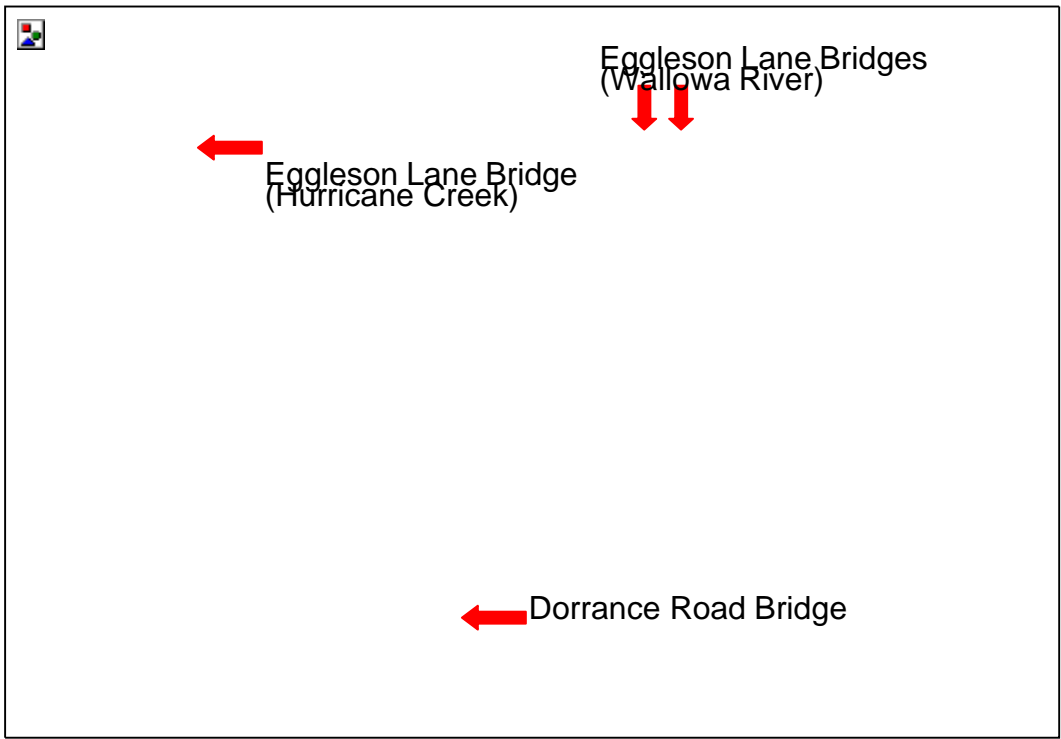 Eggleson Lane Bridges
(Wallowa River)
Eggleson Lane Bridge
(Hurricane Creek)
Dorrance Road Bridge